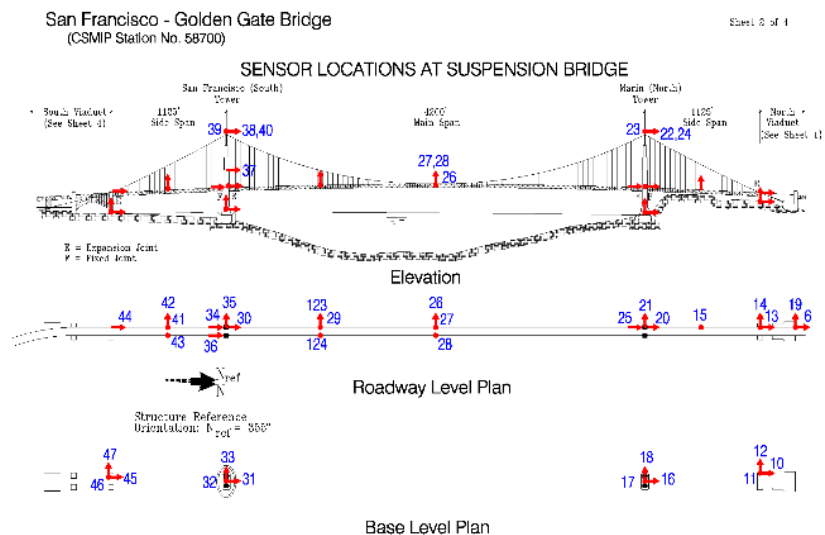 San Francisco - Golden Gate Bridge
(CSMIP Station No. 58700)
Sheet 2 of 4
SENSOR LOCATIONS AT SUSPENSION BRIDGE
San Francisco (South)
Tower
Marin (North)
Tower
South Viaduct
(See Sheet 4)
1125'
Side Span
4200'
Main Span
1125'
Side Span
North
Viaduct
(See Sheet 1)
39 38,40
23 22,24
37
27,28
26
E
E = Expansion Joint
F = Fixed Joint
Elevation
42 35 123 26 21 14 19
44 41 34 30 29 27 25 20 15 13 6
43 36 124 28
Nref
Roadway Level Plan
Structure Reference
Orientation: Nref = 355°
47 33 18 12
46 45 32 31 17 16 11 10
Base Level Plan